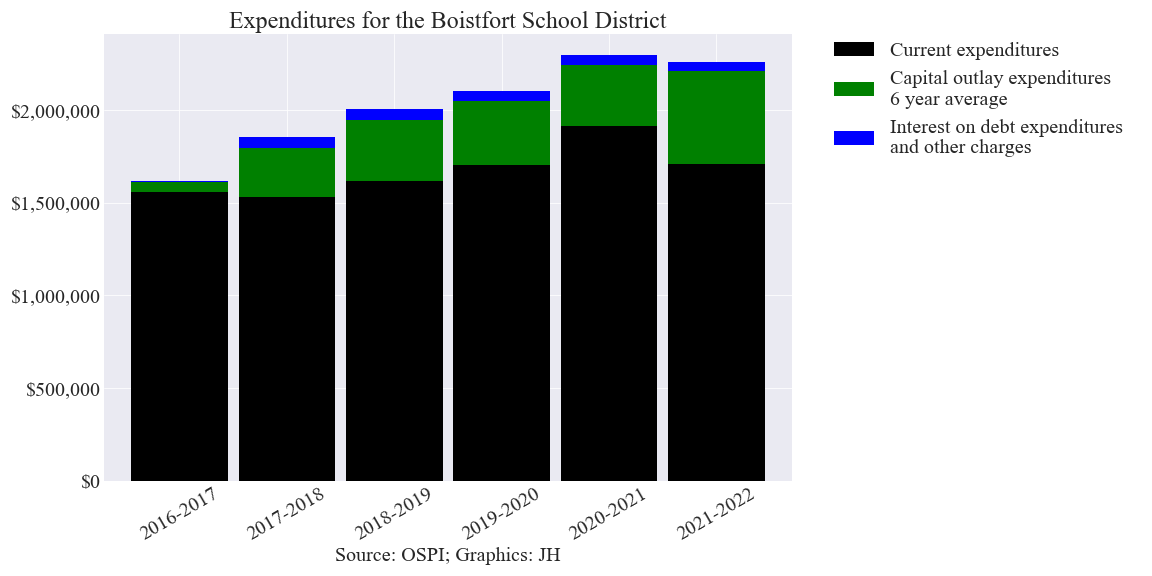 Expenditures for the Boistfort School District
Current expenditures
Capital outlay expenditures
6 year average
Interest on debt expenditures
and other charges
$2,000,000
$1,500,000
$1,000,000
$500,000
$0
2016-2017
2017-2018
2018-2019
2019-2020
2020-2021
2021-2022
Source: OSPI; Graphics: JH